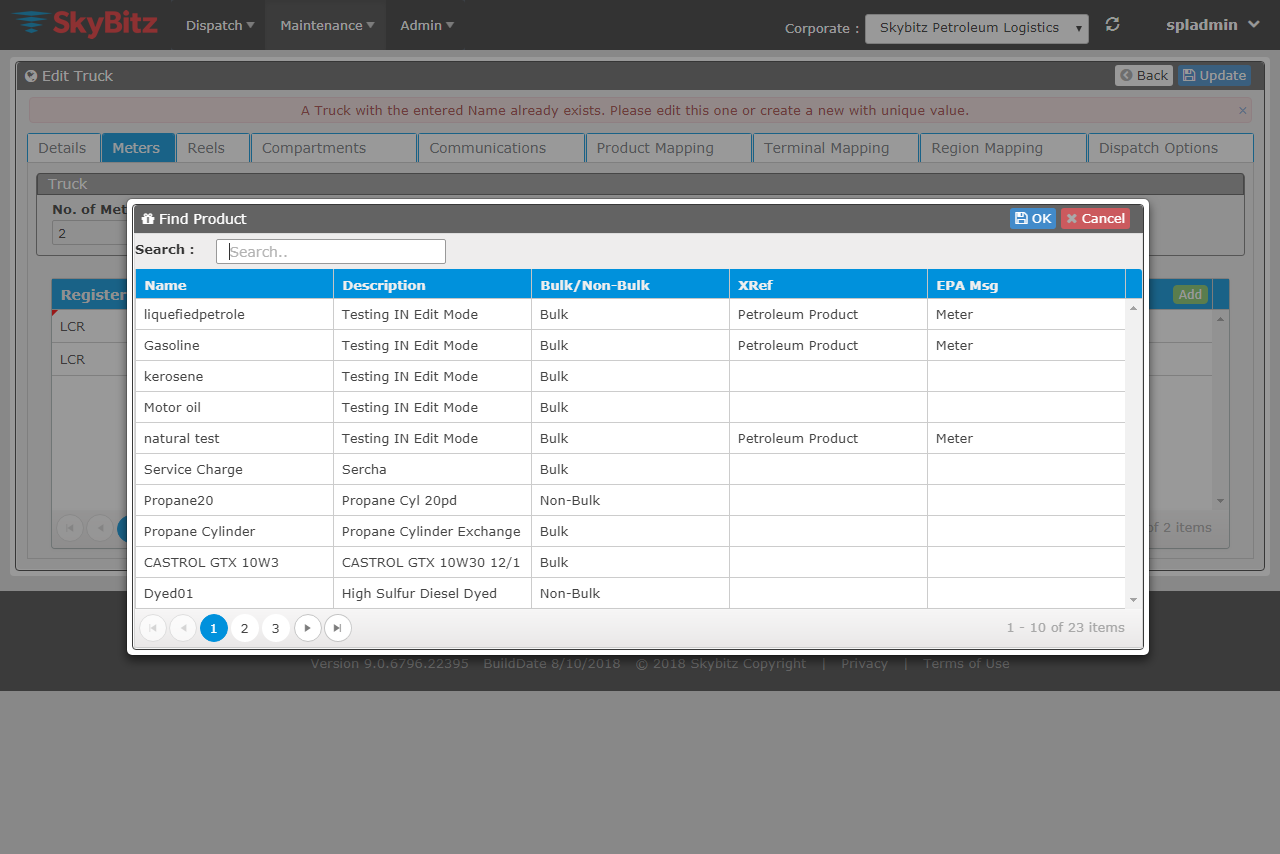 SkyBitz Dispatch Maintenance Admin Corporate : Skybitz Petroleum Logistics spladmin
Edit Truck Back Update
A Truck with the entered Name already exists. Please edit this one or create a new with unique value. ×
Details Meters Reels Compartments Communications Product Mapping Terminal Mapping Region Mapping Dispatch Options
Truck
No. of Met
2
Register Add
LCR
LCR
of 2 items
Find Product OK Cancel
Search : Search..
Name Description Bulk/Non-Bulk XRef EPA Msg
liquefiedpetrole Testing IN Edit Mode Bulk Petroleum Product Meter
Gasoline Testing IN Edit Mode Bulk Petroleum Product Meter
kerosene Testing IN Edit Mode Bulk
Motor oil Testing IN Edit Mode Bulk
natural test Testing IN Edit Mode Bulk Petroleum Product Meter
Service Charge Sercha Bulk
Propane20 Propane Cyl 20pd Non-Bulk
Propane Cylinder Propane Cylinder Exchange Bulk
CASTROL GTX 10W3 CASTROL GTX 10W30 12/1 Bulk
Dyed01 High Sulfur Diesel Dyed Non-Bulk
1 2 3 1 - 10 of 23 items
Version 9.0.6796.22395 BuildDate 8/10/2018 © 2018 Skybitz Copyright | Privacy | Terms of Use